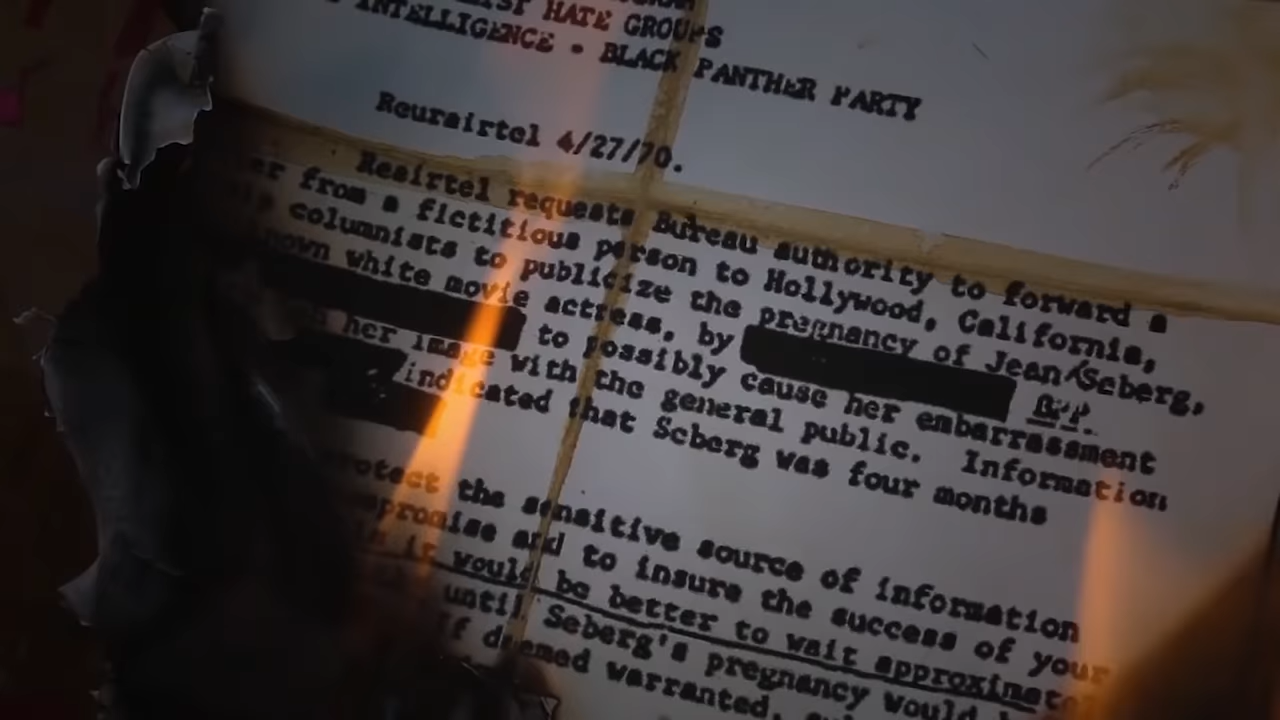 HATE GROUPS
INTELLIGENCE • BLACK PANTHER PARTY
Reurairtel 4/27/70.
Reairtel requests Bureau authority to forward a
from a fictitious person to Hollywood, California,
columnists to publicize the pregnancy of Jean Seberg,
white movie actress, by BPP.
to possibly cause her embarrassment
her image with the general public. Information
indicated that Seberg was four months
the sensitive source of information
and to insure the success of your
it would be better to wait
until Seberg's pregnancy would
If deemed warranted,